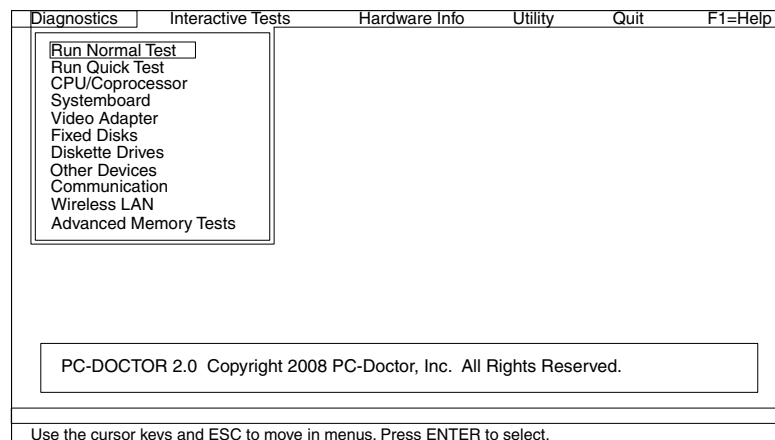 Diagnostics Interactive Tests Hardware Info Utility Quit F1=Help
Run Normal Test
Run Quick Test
CPU/Coprocessor
Systemboard
Video Adapter
Fixed Disks
Diskette Drives
Other Devices
Communication
Wireless LAN
Advanced Memory Tests
PC-DOCTOR 2.0 Copyright 2008 PC-Doctor, Inc. All Rights Reserved.
Use the cursor keys and ESC to move in menus. Press ENTER to select.